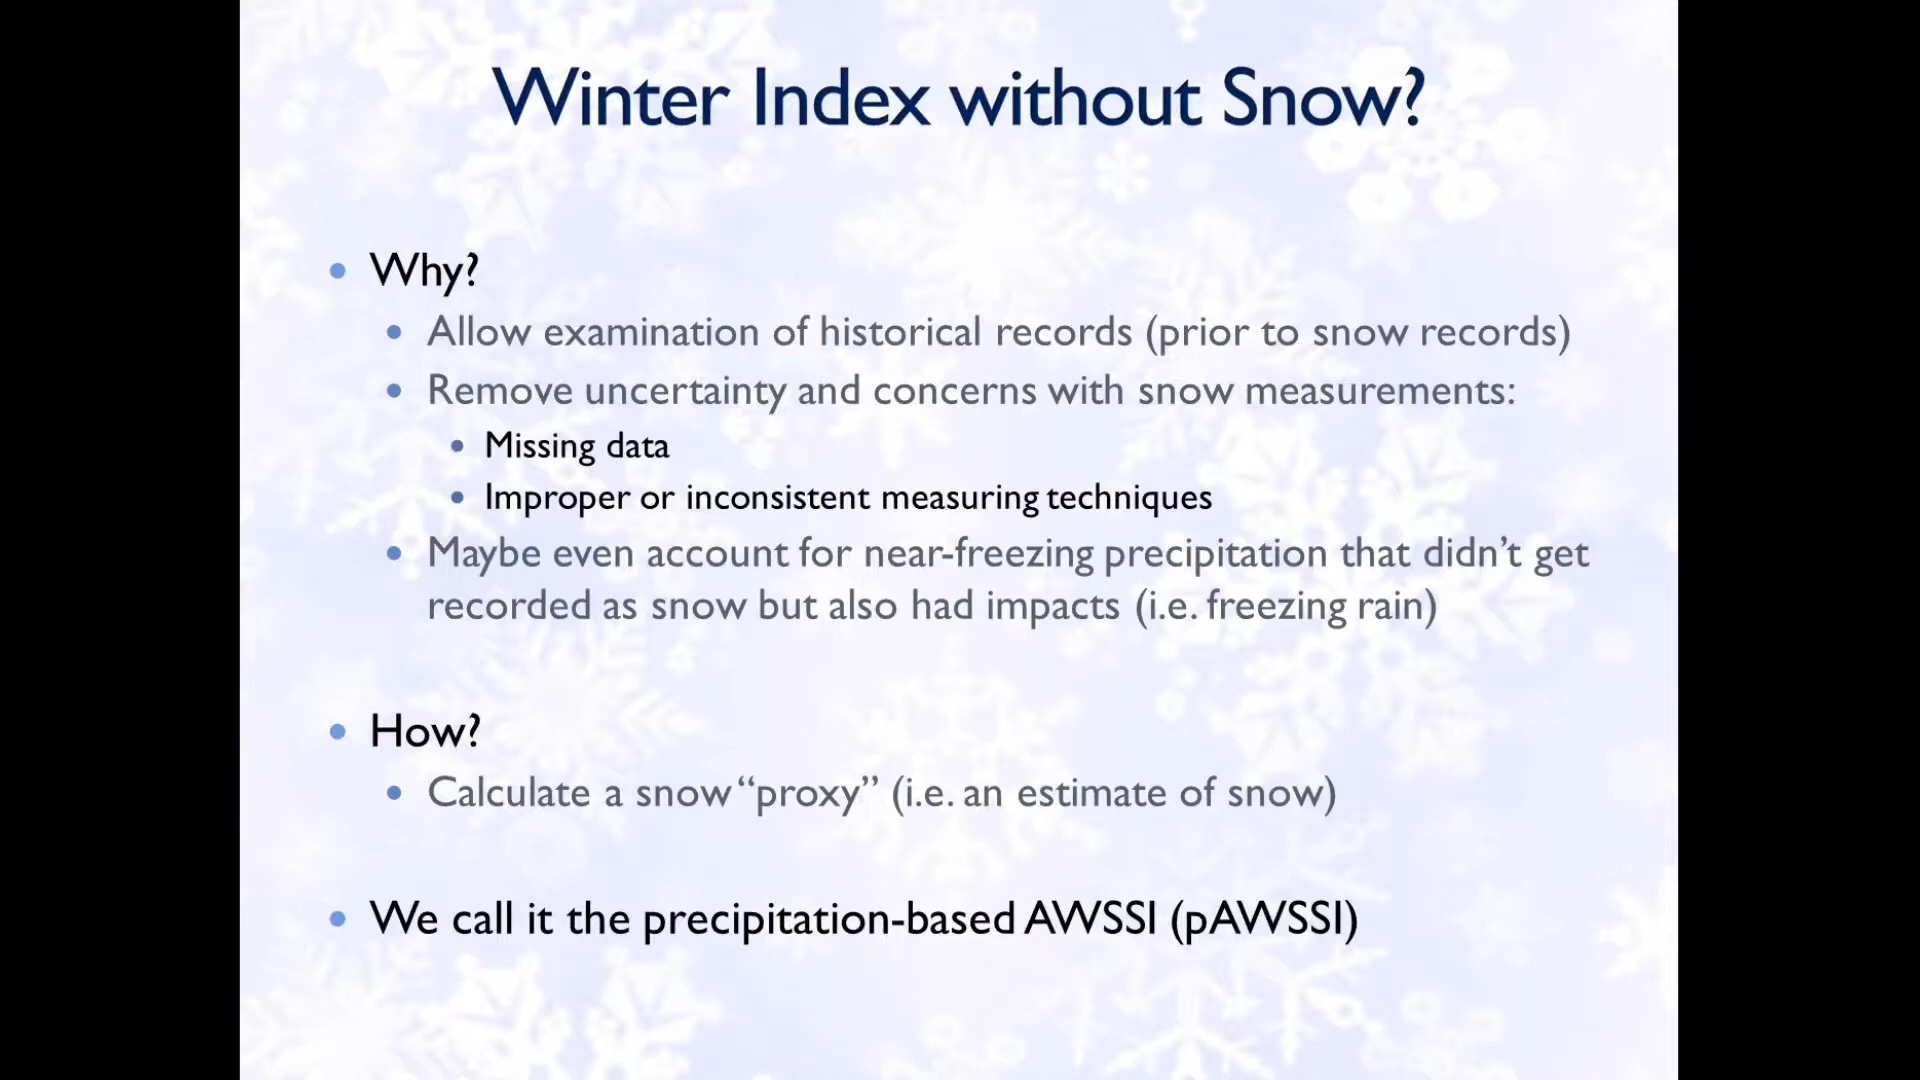 Winter Index without Snow?
• Why?
• Allow examination of historical records (prior to snow records)
• Remove uncertainty and concerns with snow measurements:
• Missing data
• Improper or inconsistent measuring techniques
• Maybe even account for near-freezing precipitation that didn’t get
recorded as snow but also had impacts (i.e. freezing rain)
• How?
• Calculate a snow “proxy” (i.e. an estimate of snow)
• We call it the precipitation-based AWSSI (pAWSSI)